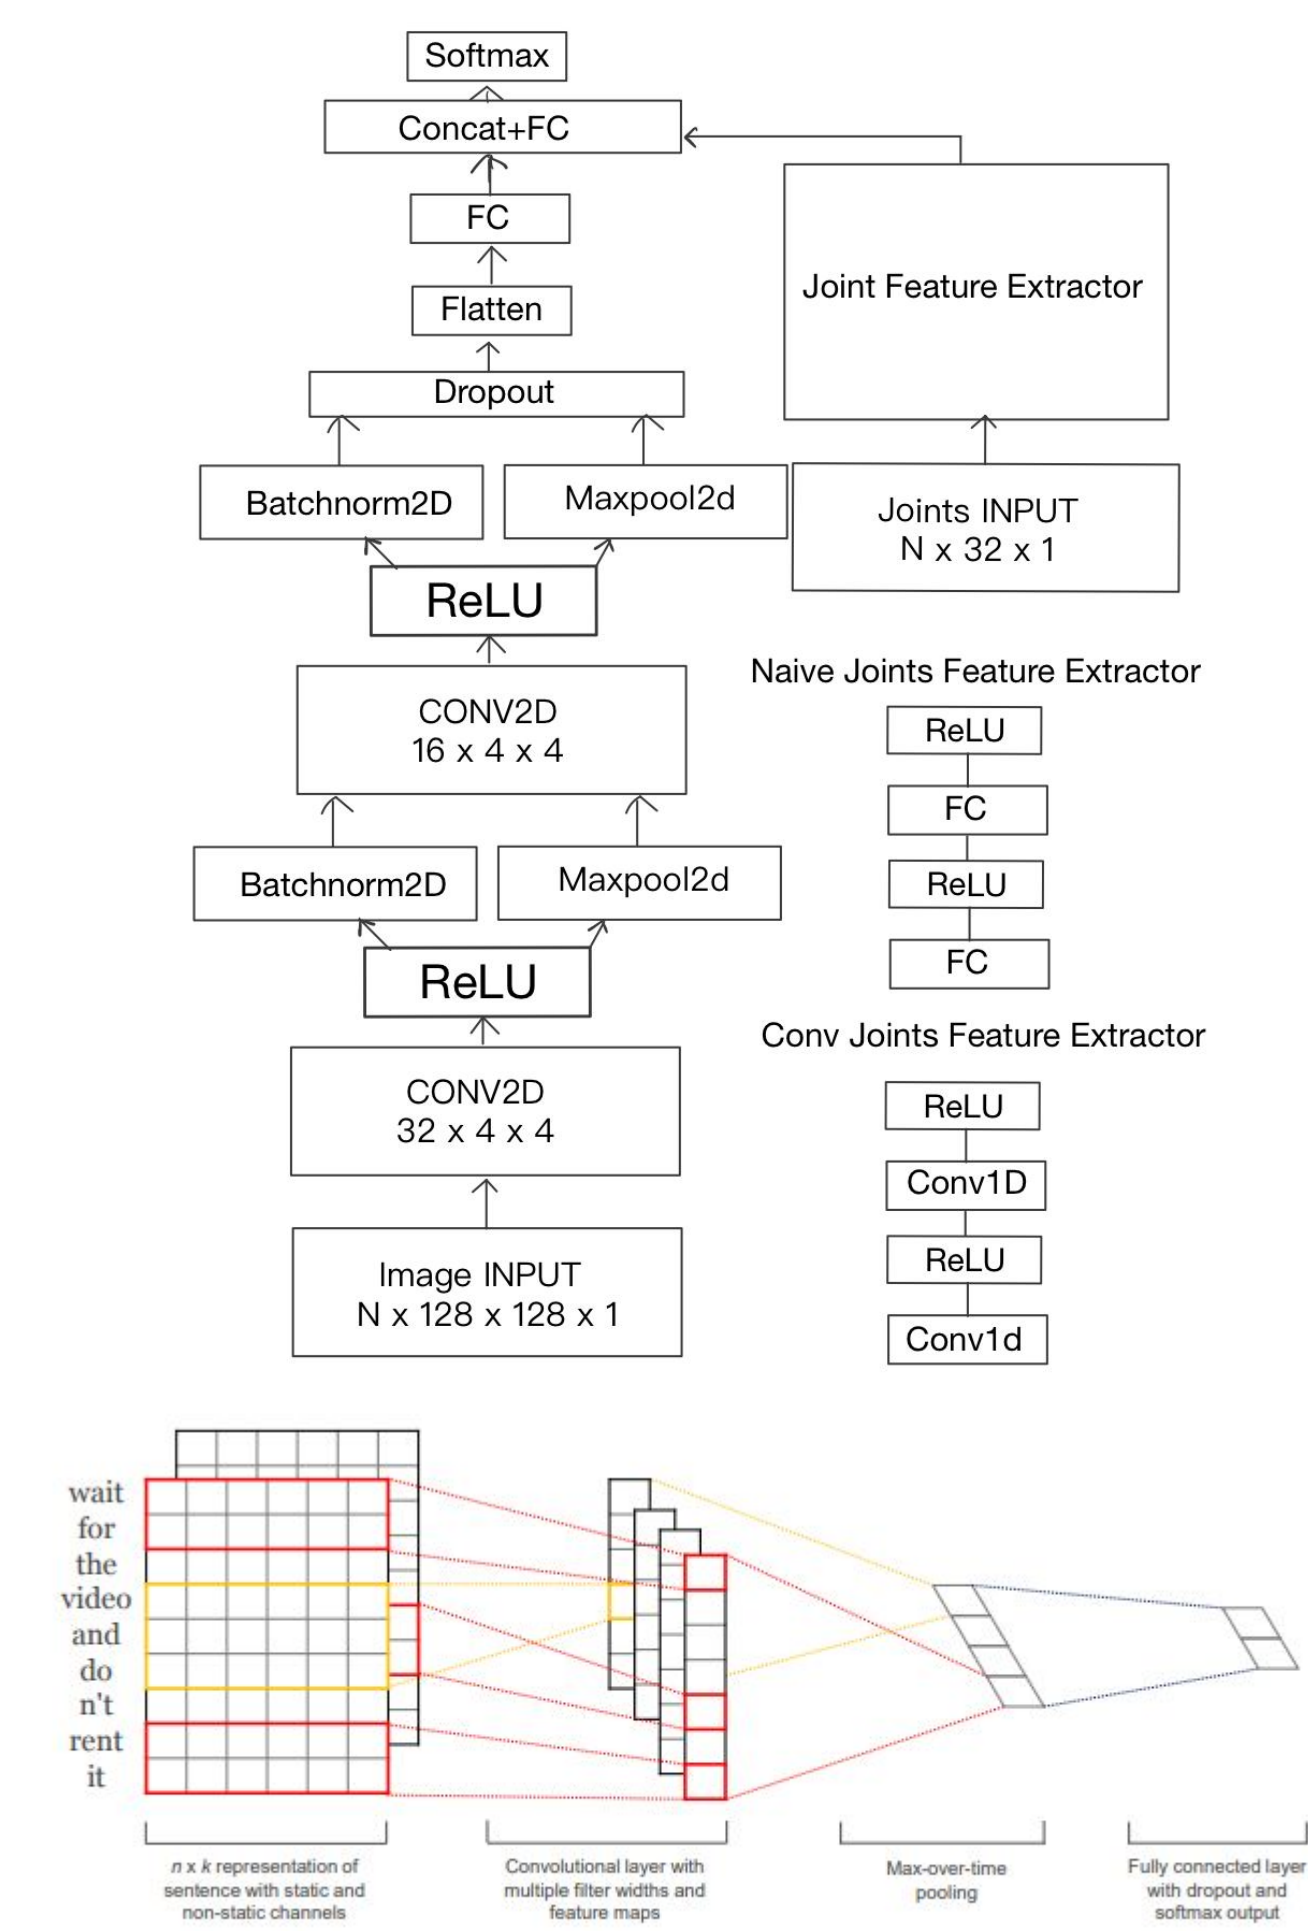 Softmax
Concat+FC
FC
Joint Feature Extractor
Flatten
Dropout
Batchnorm2D
Maxpool2d
Joints INPUT
N x 32 x 1
ReLU
Naive Joints Feature Extractor
CONV2D
16 x 4 x 4
ReLU
FC
Batchnorm2D
Maxpool2d
ReLU
FC
ReLU
Conv Joints Feature Extractor
CONV2D
32 x 4 x 4
ReLU
Conv1D
Image INPUT
N x 128 x 128 x 1
ReLU
Conv1d
wait
for
the
video
and
do
n't
rent
it
n x k representation of
sentence with static and
non-static channels
Convolutional layer with
multiple filter widths and
feature maps
Max-over-time
pooling
Fully connected layer
with dropout and
softmax output